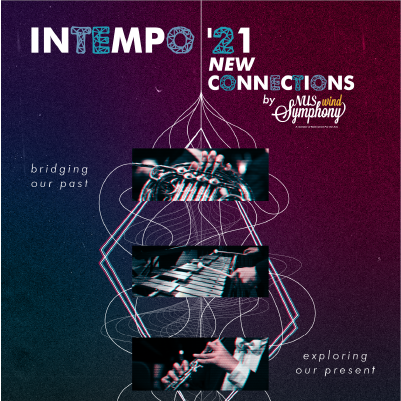 INTEMPO '21
NEW
CONNECTIONS
by NUS wind
Symphony
bridging
our past
exploring
our present